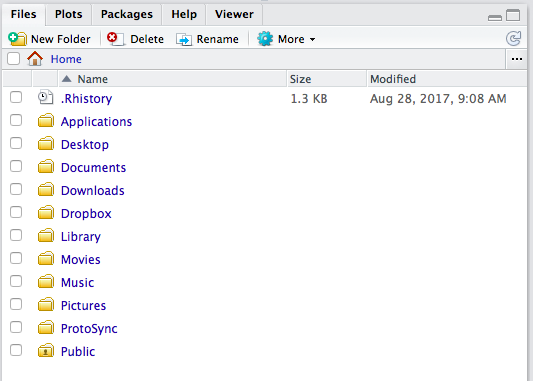 Files Plots Packages Help Viewer
New Folder Delete Rename More
Home ...
Name Size Modified
.Rhistory 1.3 KB Aug 28, 2017, 9:08 AM
Applications
Desktop
Documents
Downloads
Dropbox
Library
Movies
Music
Pictures
ProtoSync
Public